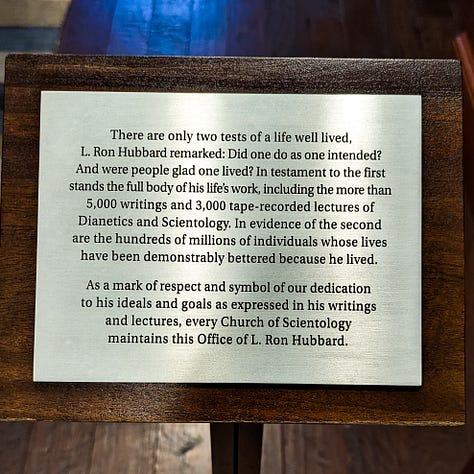 There are only two tests of a life well lived,
L. Ron Hubbard remarked: Did one do as one intended?
And were people glad one lived? In testament to the first
stands the full body of his life's work, including the more than
5,000 writings and 3,000 tape-recorded lectures of
Dianetics and Scientology. In evidence of the second
are the hundreds of millions of individuals whose lives
have been demonstrably bettered because he lived.
As a mark of respect and symbol of our dedication
to his ideals and goals as expressed in his writings
and lectures, every Church of Scientology
maintains this Office of L. Ron Hubbard.